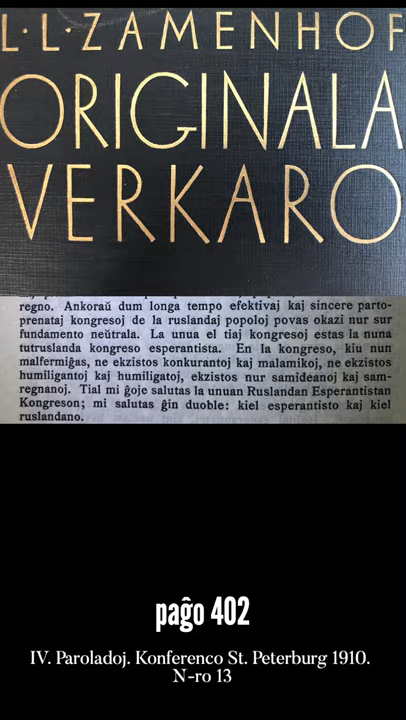 L·L·ZAMENHOF
ORIGINALA
VERKARO
regno. Ankoraŭ dum longa tempo efektivaj kaj sincere parto-
prenataj kongresoj de la ruslandaj popoloj povas okazi nur sur
fundamento neŭtrala. La unua el tiaj kongresoj estas la nuna
tutruslanda kongreso esperantista. En la kongreso, kiu nun
malfermiĝas, ne ekzistos konkurantoj kaj malamikoj, ne ekzistos
humiligantoj kaj humiligatoj, ekzistos nur samideanoj kaj sam-
regnanoj. Tial mi ĝoje salutas la unuan Ruslandan Esperantistan
Kongreson; mi salutas ĝin duoble: kiel esperantisto kaj kiel
ruslandano.
paĝo 402
IV. Paroladoj. Konferenco St. Peterburg 1910.
N-ro 13